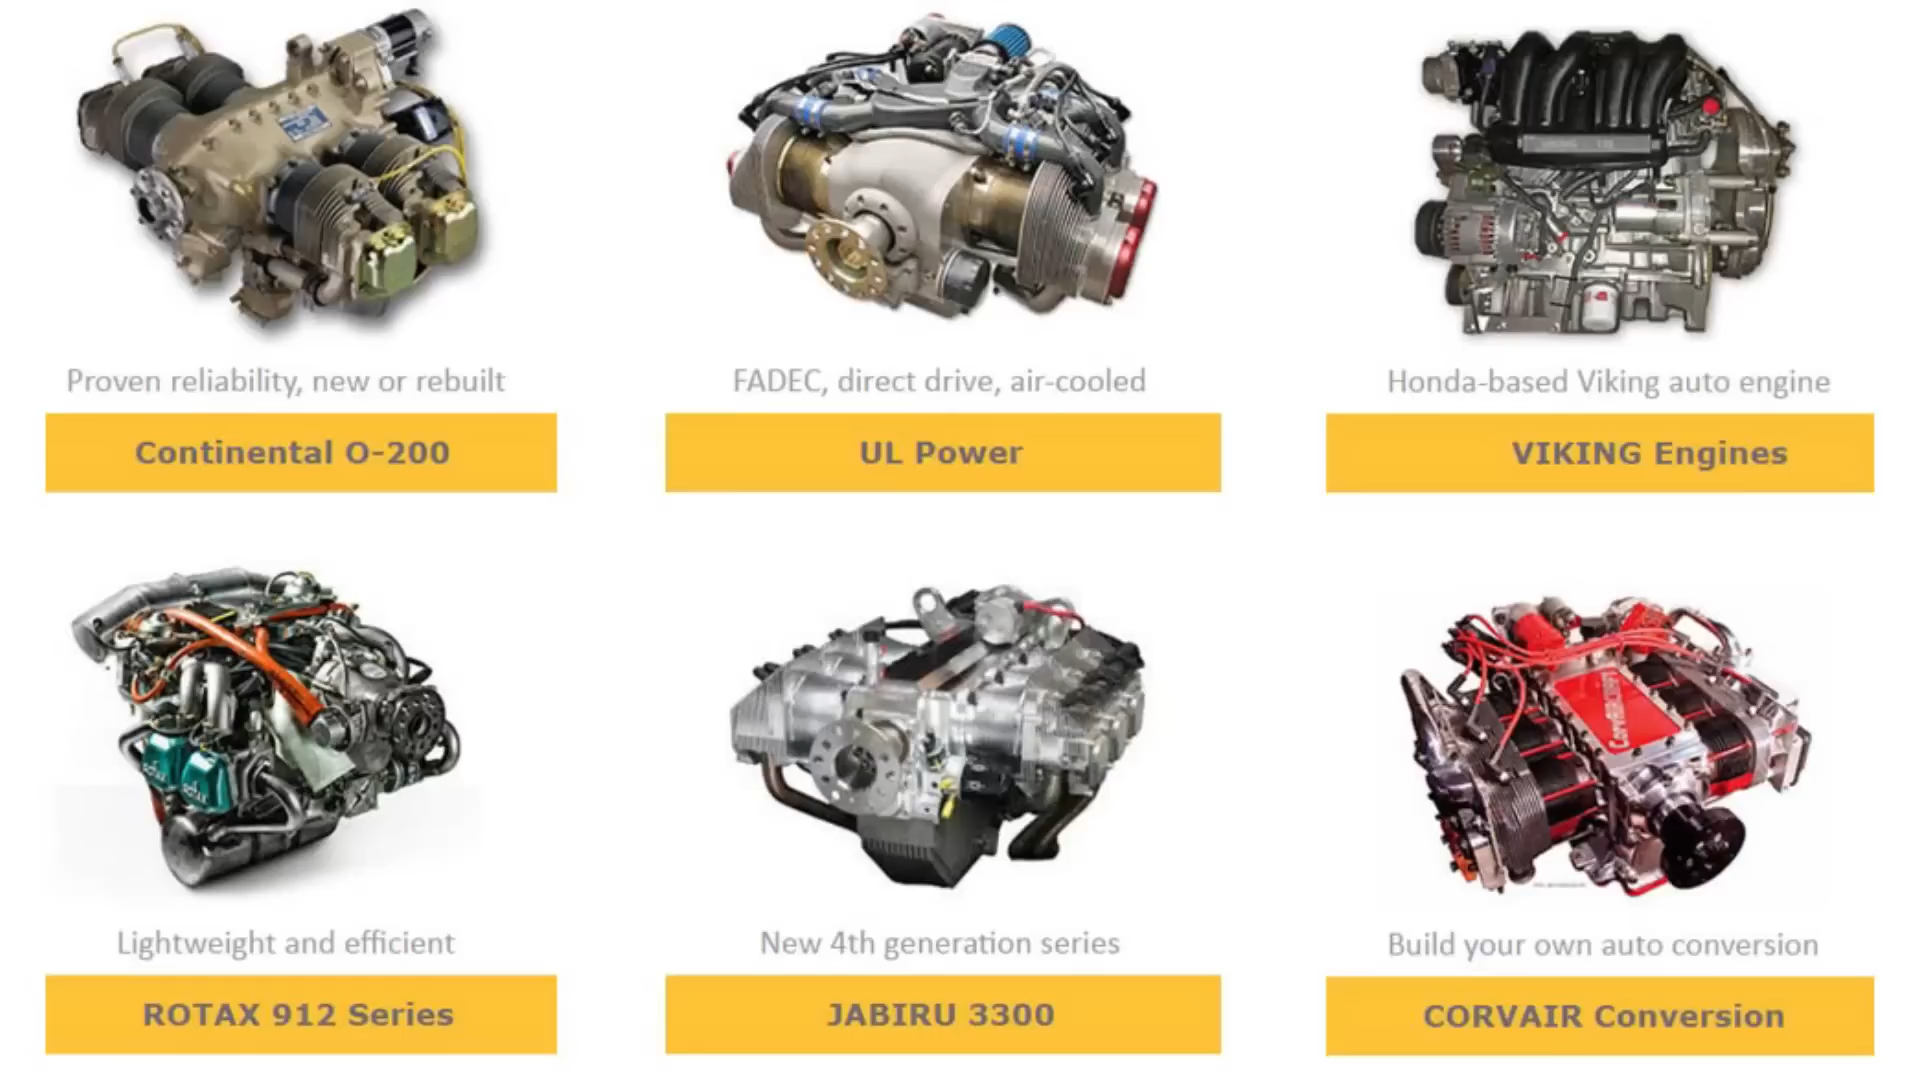 Proven reliability, new or rebuilt
Continental O-200
FADEC, direct drive, air-cooled
UL Power
Honda-based Viking auto engine
VIKING Engines
ROTAX
ROTAX
Lightweight and efficient
ROTAX 912 Series
New 4th generation series
JABIRU 3300
Build your own auto conversion
CORVAIR Conversion